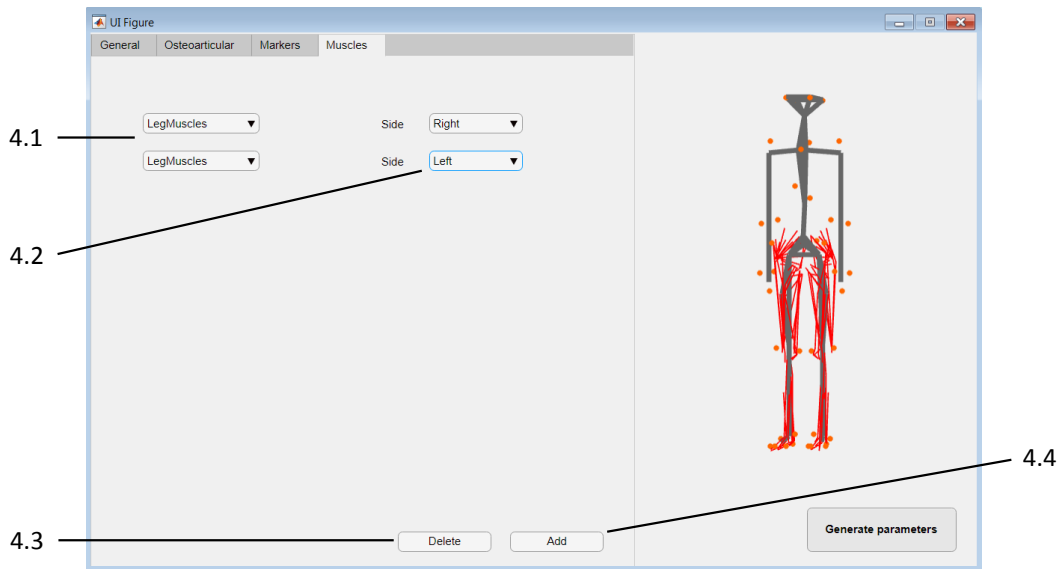 UI Figure
General Osteoarticular Markers Muscles
4.1
LegMuscles Side Right
LegMuscles Side Left
4.2
4.3
Delete Add
4.4
Generate parameters